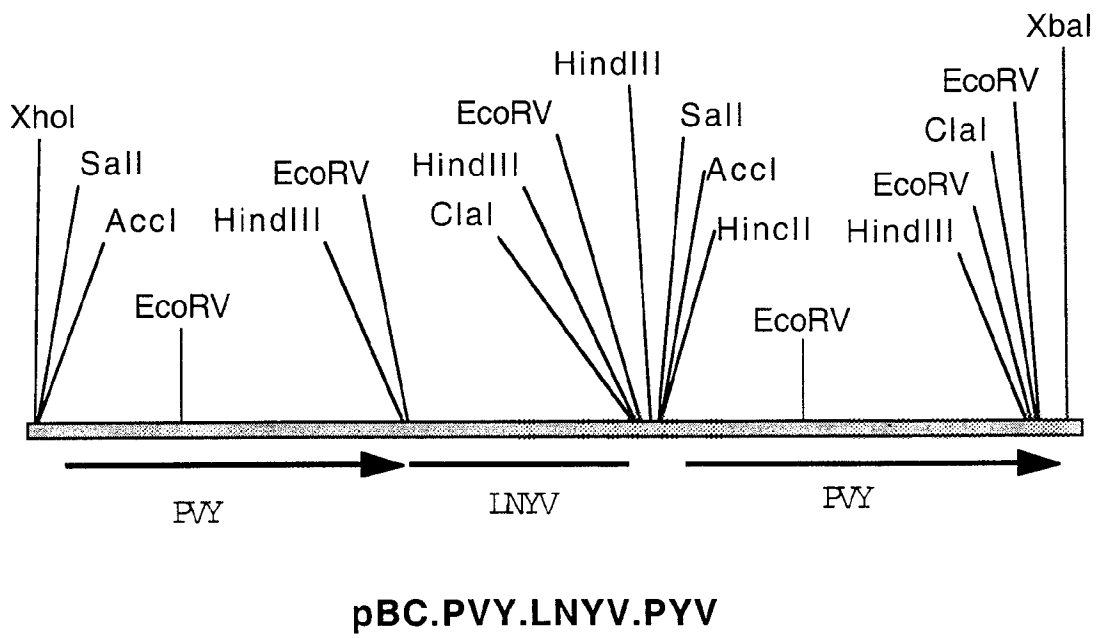 XbaI
HindIII
EcoRV
EcoRV
XhoI
SalI
ClaI
SalI
EcoRV
HindIII
AccI
EcoRV
AccI
HindIII
ClaI
HincII
HindIII
EcoRV
EcoRV
PVY
LNYV
PVY
pBC.PVY.LNYV.PYV